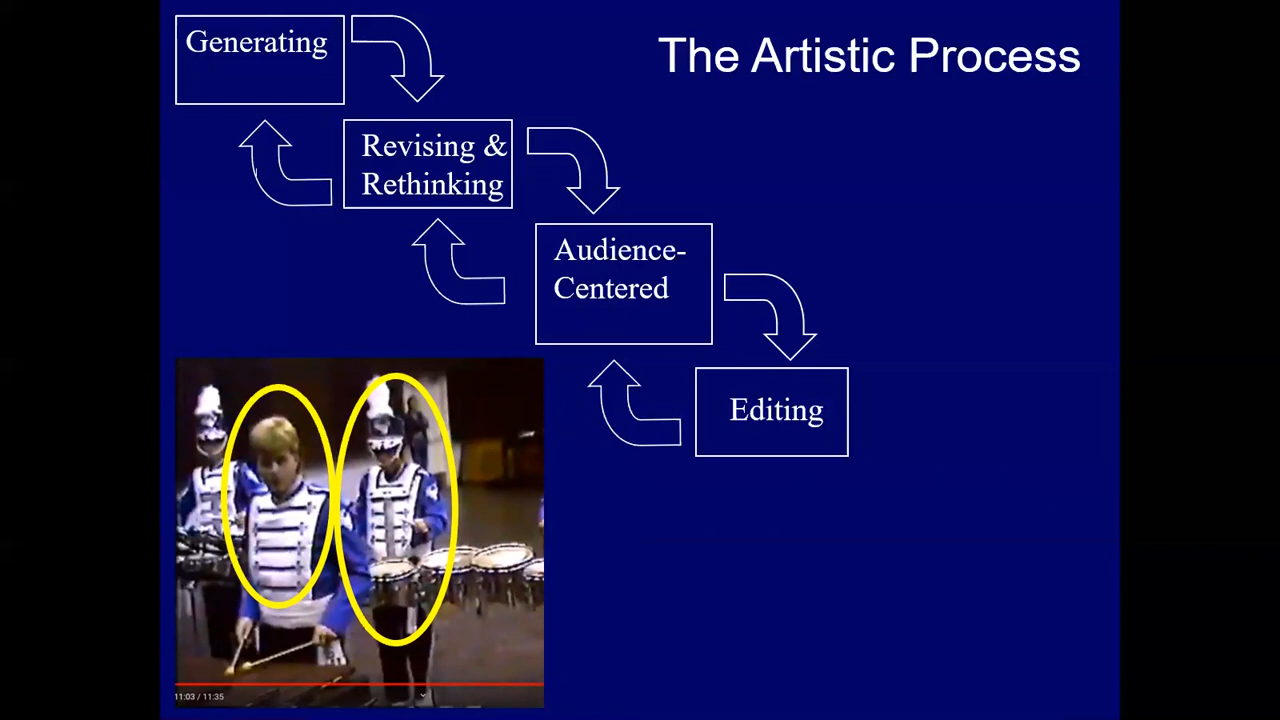 The Artistic Process
Generating
Revising &
Rethinking
Audience-
Centered
Editing
11:03 / 11:35